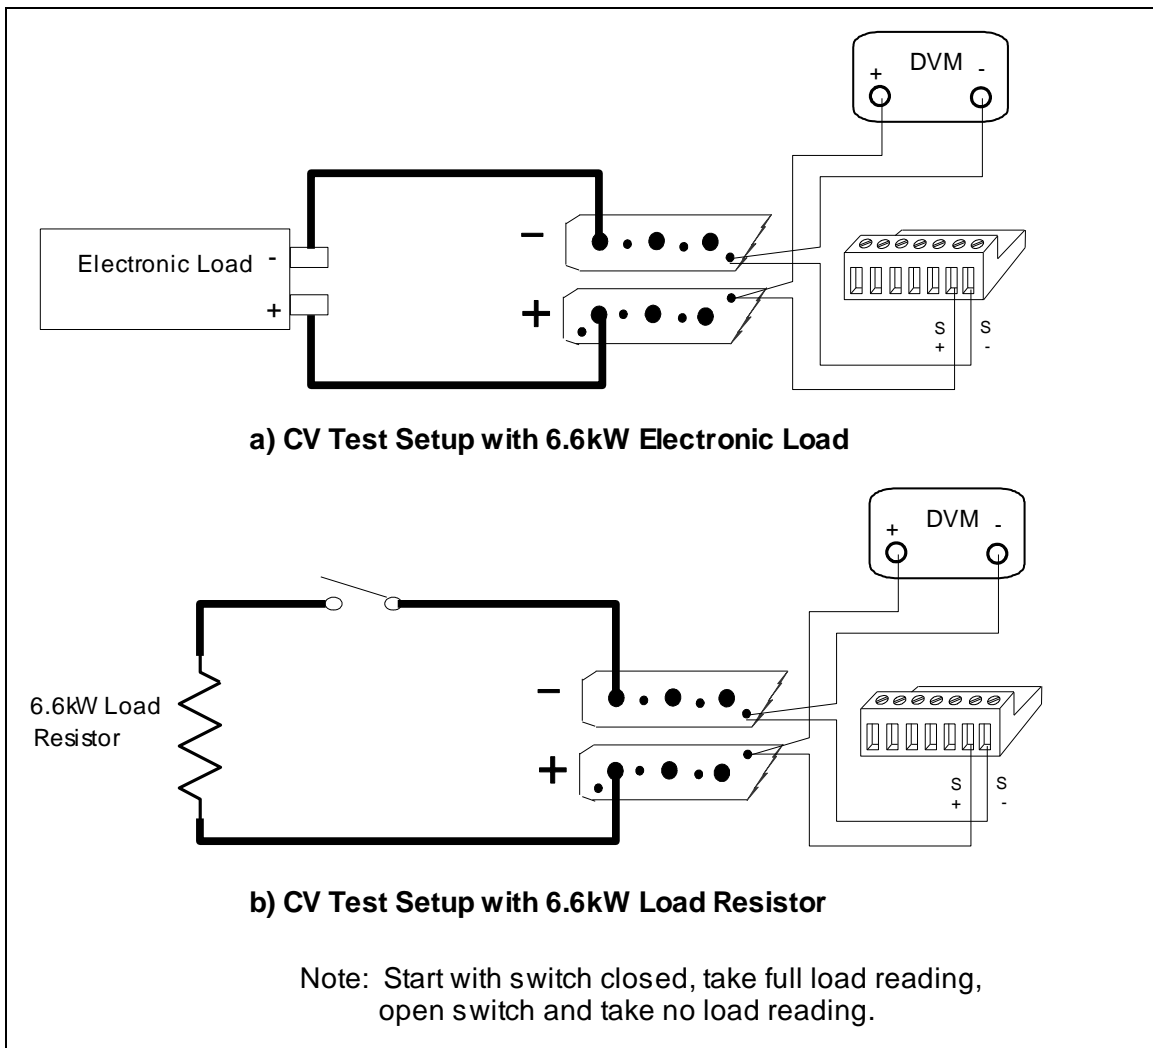 DVM
+ -
Electronic Load -
+
−
+
S S
+ -
a) CV Test Setup with 6.6kW Electronic Load
DVM
+ -
6.6kW Load
Resistor
−
+
S S
+ -
b) CV Test Setup with 6.6kW Load Resistor
Note: Start with switch closed, take full load reading,
open switch and take no load reading.